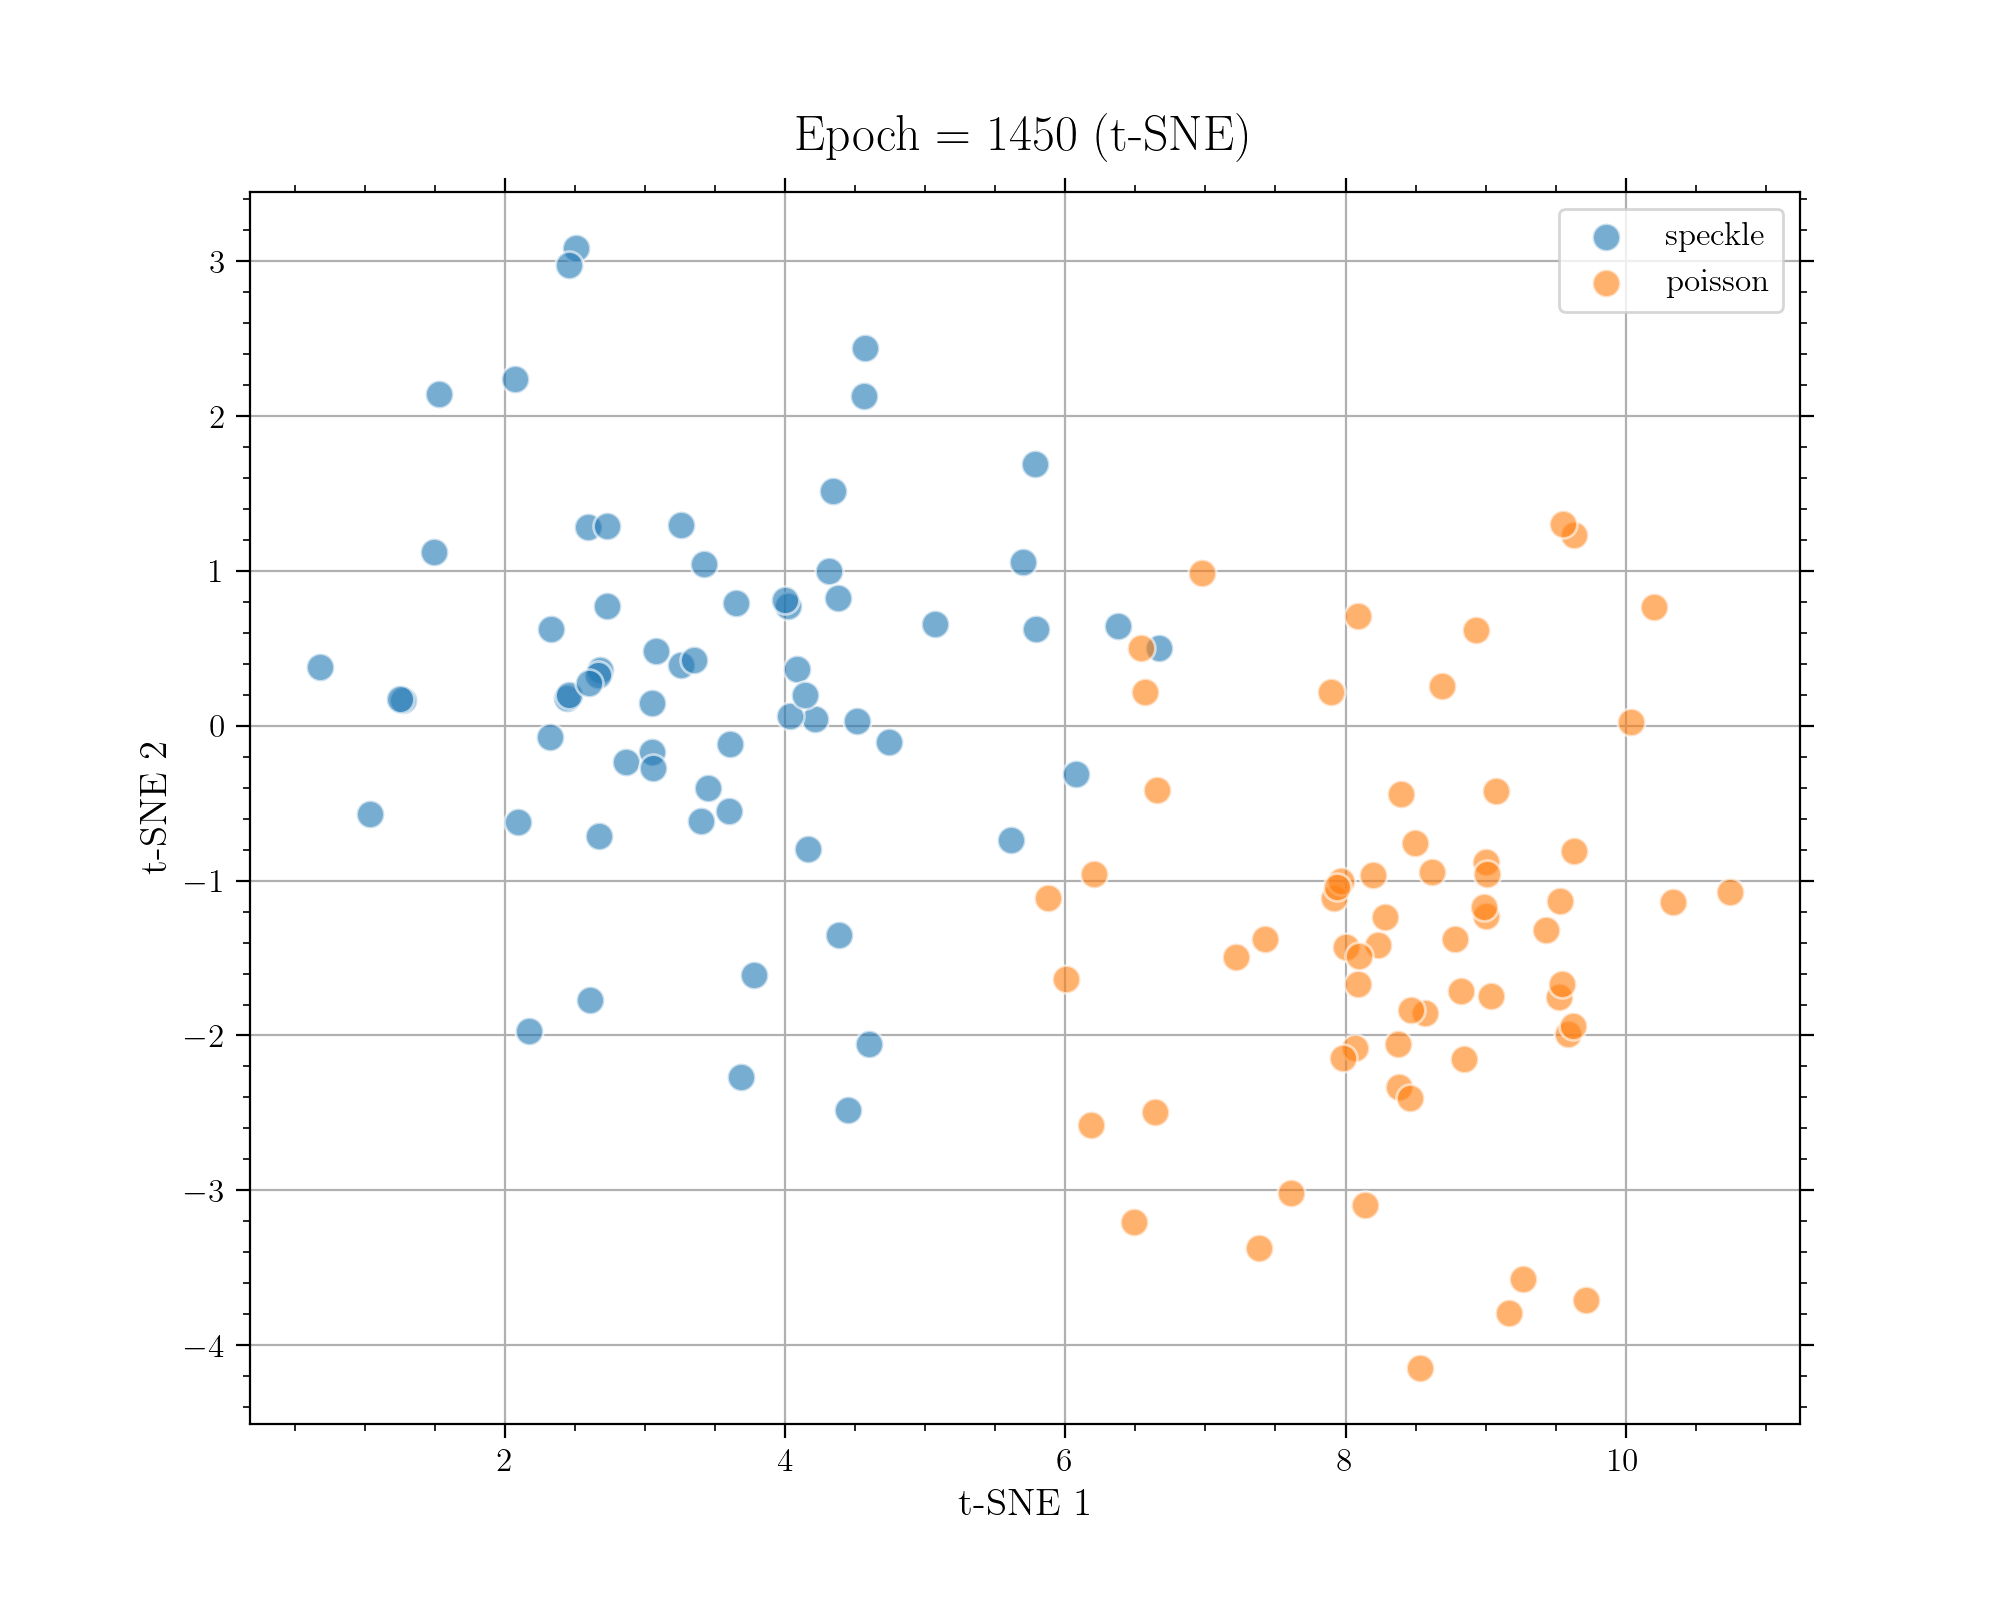 Epoch = 1450 (t-SNE)
speckle
poisson
3
2
1
0
−1
−2
−3
−4
t-SNE 2
2 4 6 8 10
t-SNE 1